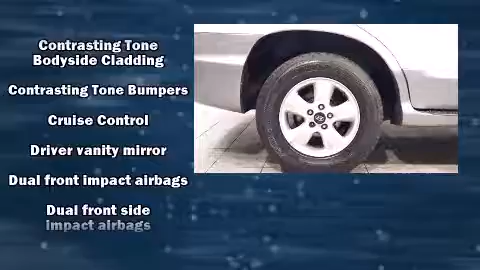 Contrasting Tone
Bodyside Cladding
Contrasting Tone Bumpers
Cruise Control
Driver vanity mirror
Dual front impact airbags
Dual front side
impact airbags